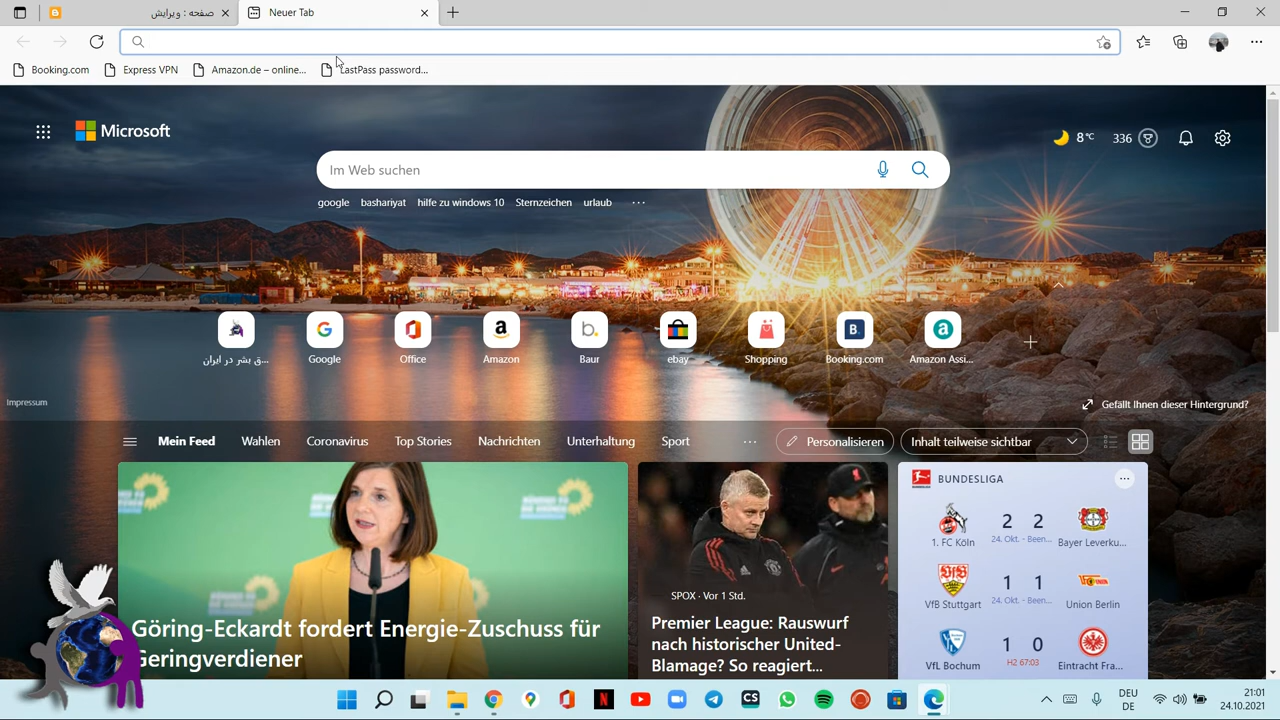 صفحه : ویرایش
Neuer Tab
Booking.com
Express VPN
Amazon.de – online...
LastPass password...
Microsoft
8°C
336
Im Web suchen
google
bashariyat
hilfe zu windows 10
Sternzeichen
urlaub
...
ق بشر در ایران...
Google
Office
Amazon
Baur
ebay
Shopping
Booking.com
Amazon Assi...
Impressum
Gefällt Ihnen dieser Hintergrund?
Mein Feed
Wahlen
Coronavirus
Top Stories
Nachrichten
Unterhaltung
Sport
...
Personalisieren
Inhalt teilweise sichtbar
Göring-Eckardt fordert Energie-Zuschuss für
Geringverdiener
SPOX · Vor 1 Std.
Premier League: Rauswurf
nach historischer United-
Blamage? So reagiert...
BUNDESLIGA
2 2
1. FC Köln
24. Okt. - Been...
Bayer Leverku...
1 1
VfB Stuttgart
24. Okt. - Been...
Union Berlin
1 0
VfL Bochum
H2 67:03
Eintracht Fra...
DEU
DE
21:01
24.10.2021